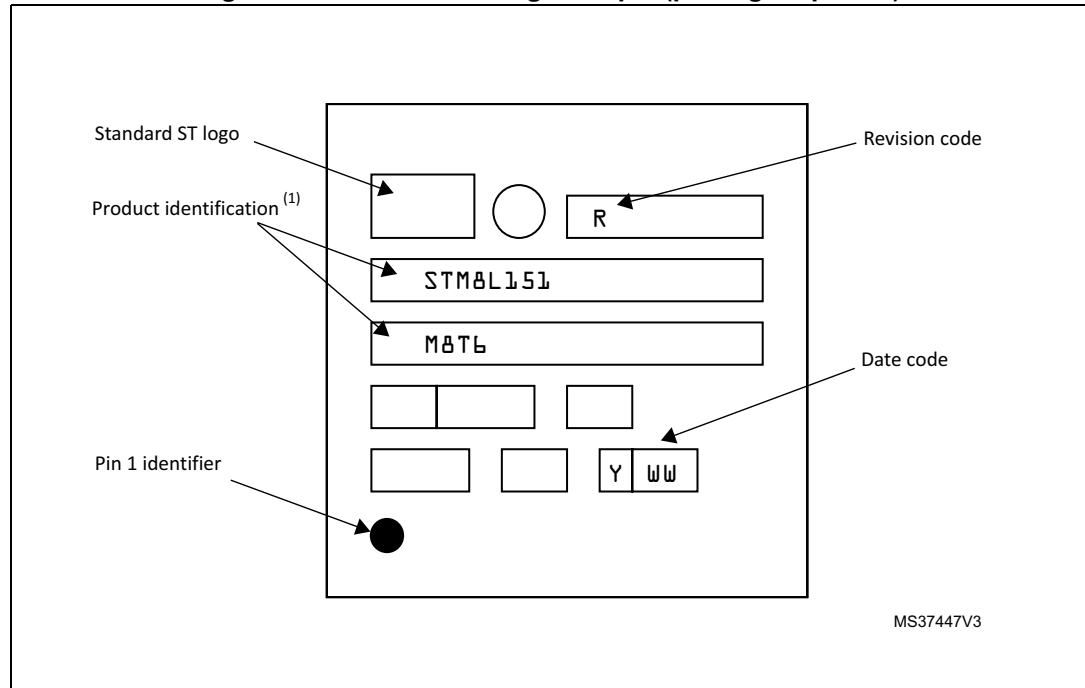 Standard ST logo
Revision code
Product identification (1)
R
STM8L151
M8T6
Date code
Pin 1 identifier
Y WW
MS37447V3